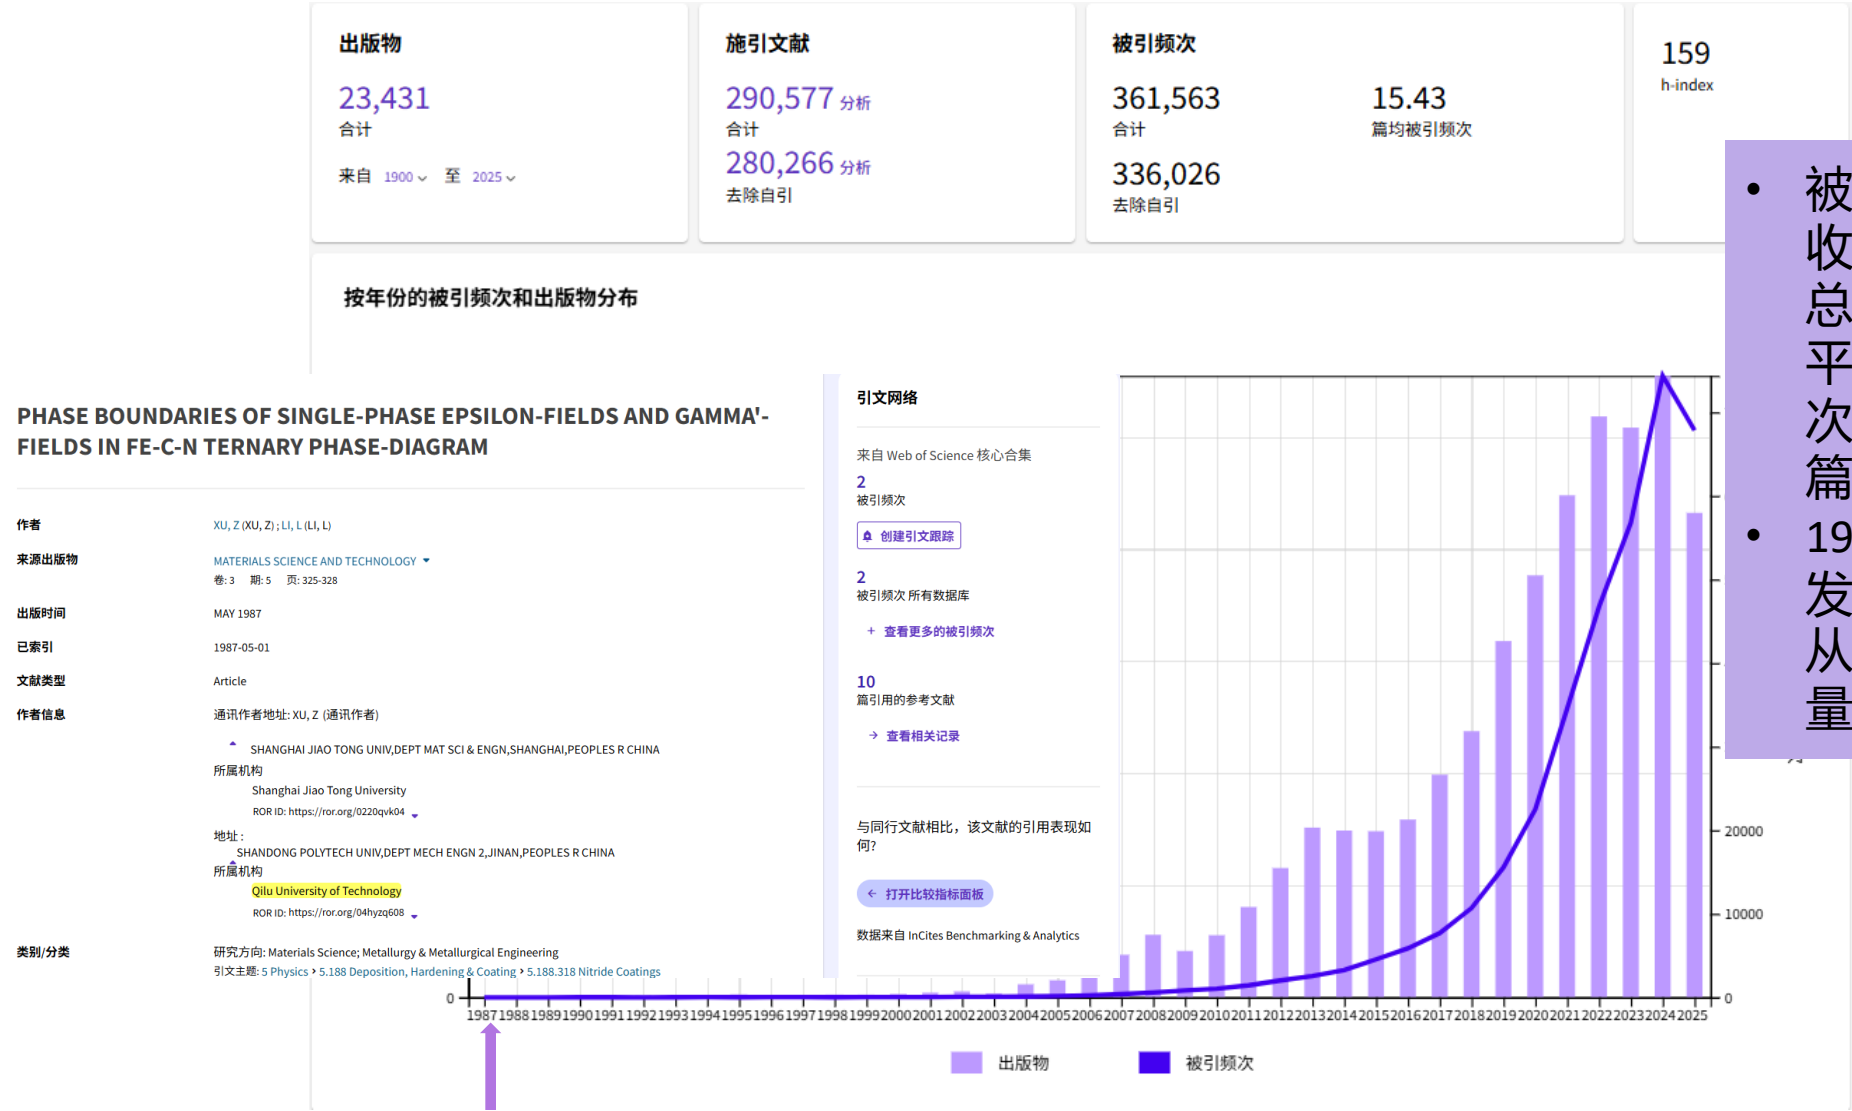 出版物
23,431
合计
来自 1900 至 2025
施引文献
290,577 分析
合计
280,266 分析
去除自引
被引频次
361,563
合计
336,026
去除自引
15.43
篇均被引频次
159
h-index
按年份的被引频次和出版物分布
PHASE BOUNDARIES OF SINGLE-PHASE EPSILON-FIELDS AND GAMMA'-
FIELDS IN FE-C-N TERNARY PHASE-DIAGRAM
作者 XU, Z (XU, Z) ; LI, L (LI, L)
来源出版物 MATERIALS SCIENCE AND TECHNOLOGY
卷: 3 期: 5 页: 325-328
出版时间 MAY 1987
已索引 1987-05-01
文献类型 Article
作者信息 通讯作者地址: XU, Z (通讯作者)
SHANGHAI JIAO TONG UNIV,DEPT MAT SCI & ENGN,SHANGHAI,PEOPLES R CHINA
所属机构
Shanghai Jiao Tong University
ROR ID: https://ror.org/0220qvk04
地址 :
SHANDONG POLYTECH UNIV,DEPT MECH ENGN 2,JINAN,PEOPLES R CHINA
所属机构
Qilu University of Technology
ROR ID: https://ror.org/04hyzq608
类别/分类 研究方向: Materials Science; Metallurgy & Metallurgical Engineering
引文主题: 5 Physics > 5.188 Deposition, Hardening & Coating > 5.188.318 Nitride Coatings
引文网络
来自 Web of Science 核心合集
2
被引频次
创建引文跟踪
2
被引频次 所有数据库
+ 查看更多的被引频次
10
篇引用的参考文献
→ 查看相关记录
与同行文献相比，该文献的引用表现如
何?
← 打开比较指标面板
数据来自 InCites Benchmarking & Analytics
• 被
收
总
平
次
篇
• 19
发
从
量
20000
10000
0
0
1987 1988 1989 1990 1991 1992 1993 1994 1995 1996 1997 1998 1999 2000 2001 2002 2003 2004 2005 2006 2007 2008 2009 2010 2011 2012 2013 2014 2015 2016 2017 2018 2019 2020 2021 2022 2023 2024 2025
出版物 被引频次